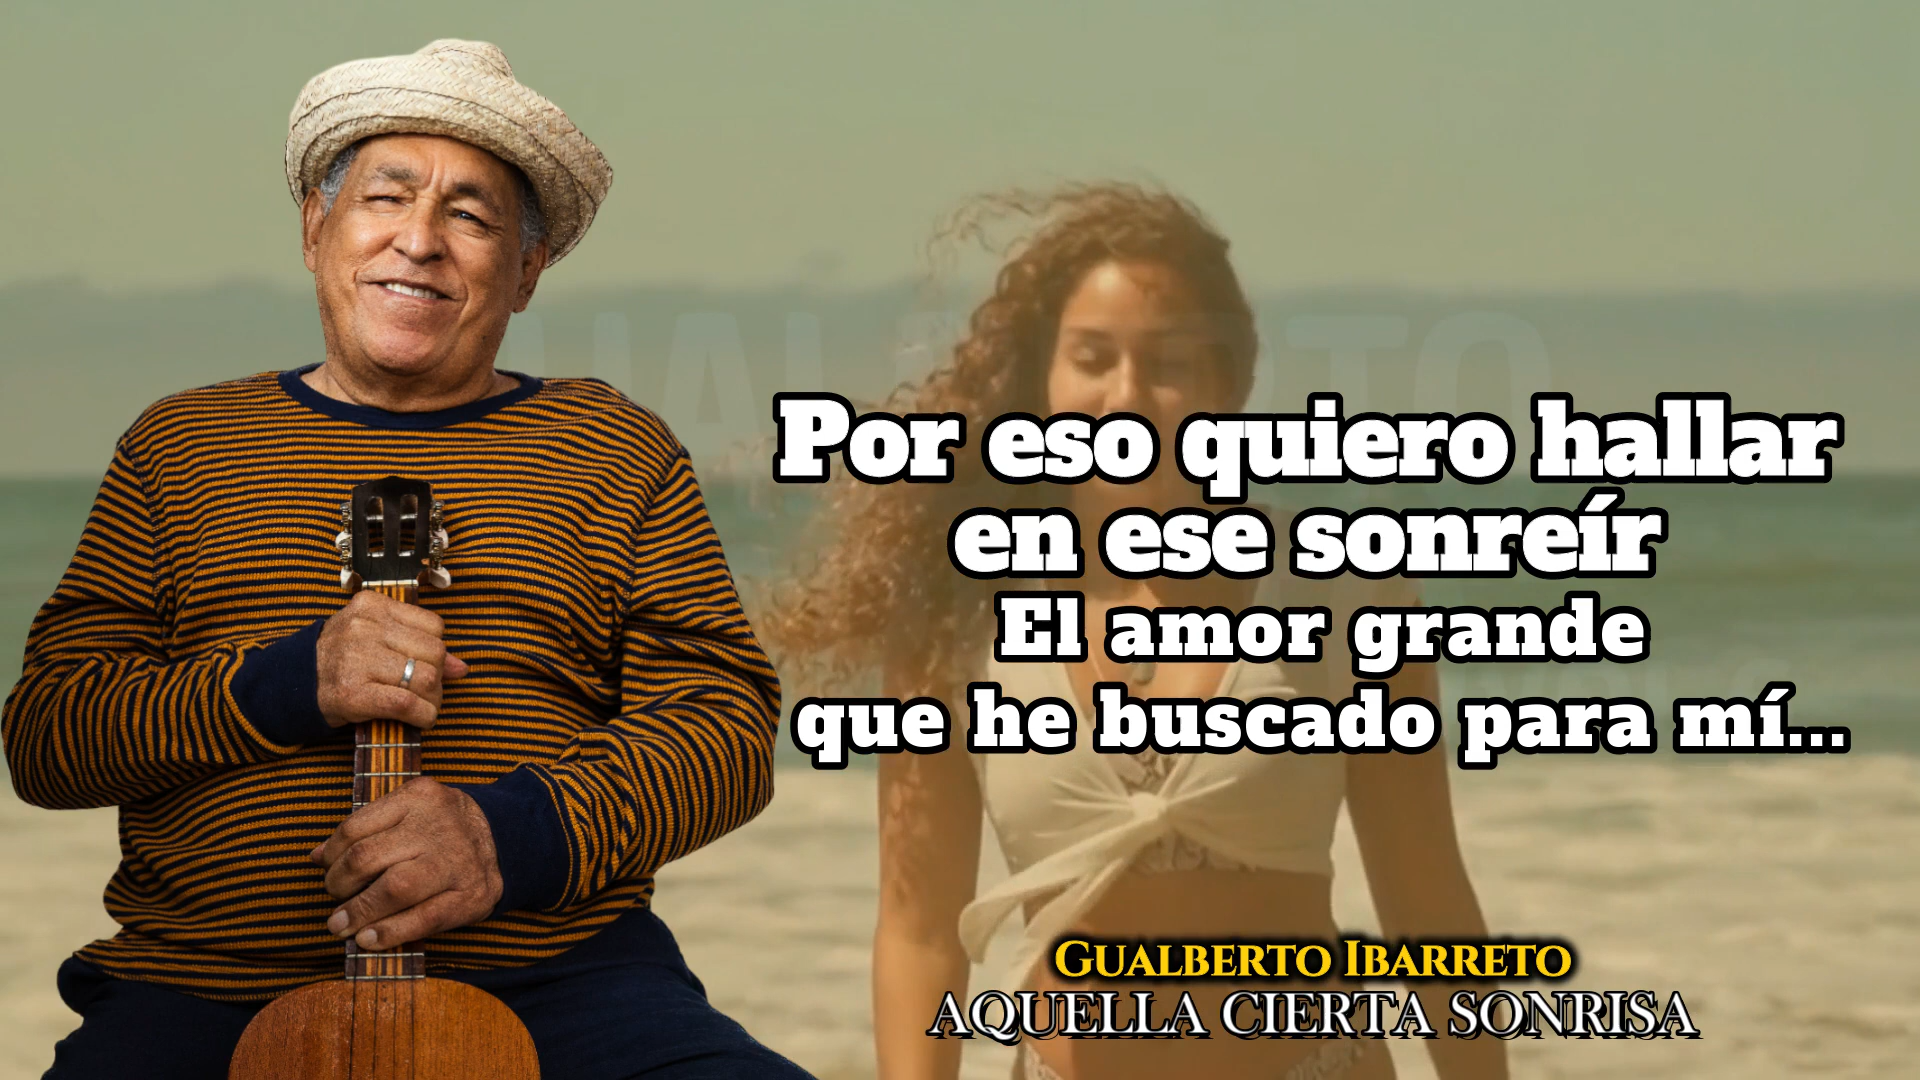 Por eso quiero hallar
en ese sonreír
El amor grande
que he buscado para mí...
GUALBERTO IBARRETO
AQUELLA CIERTA SONRISA